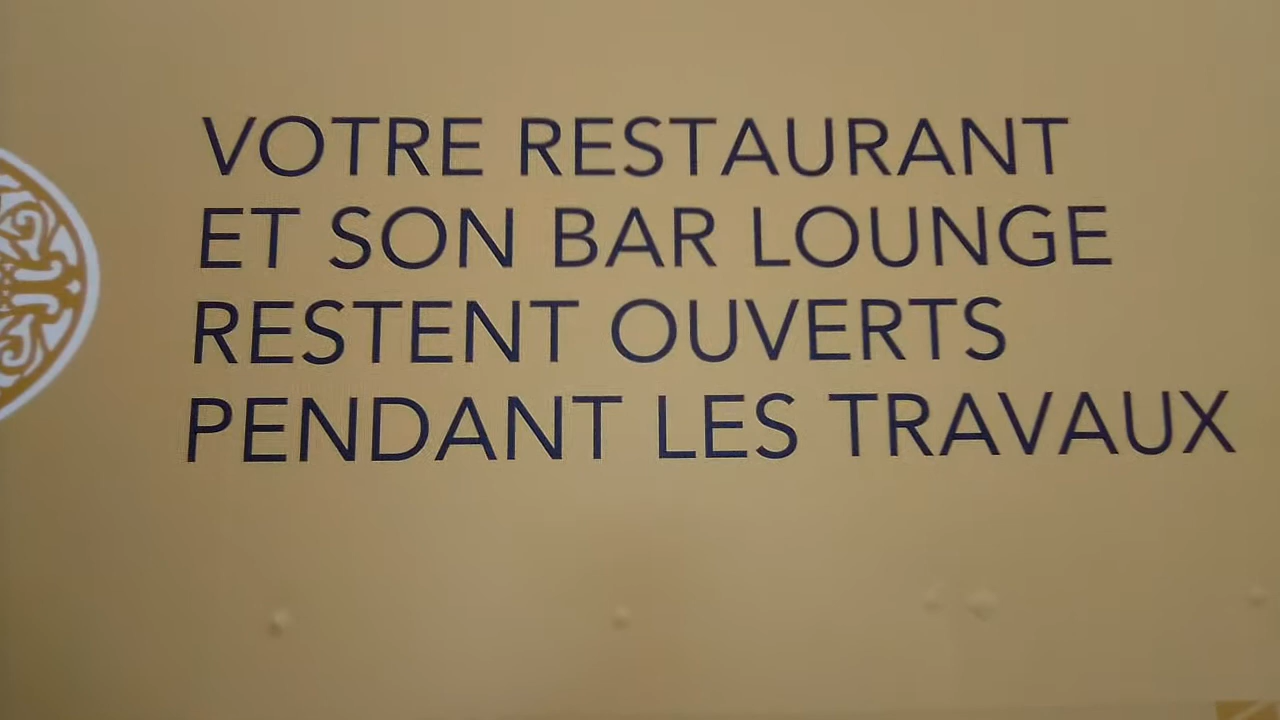 VOTRE RESTAURANT
ET SON BAR LOUNGE
RESTENT OUVERTS
PENDANT LES TRAVAUX